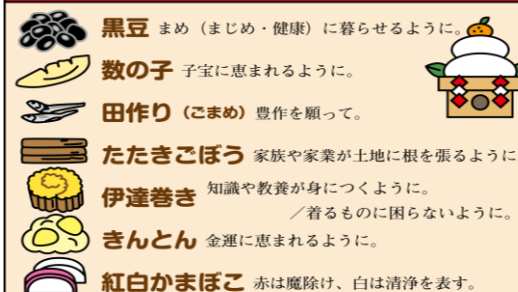 黒豆 まめ（まじめ・健康）に暮らせるように。
数の子 子宝に恵まれるように。
田作り（ごまめ）豊作を願って。
たたきごぼう 家族や家業が土地に根を張るように
伊達巻き 知識や教養が身につくように。
／着るものに困らないように。
きんとん 金運に恵まれるように。
紅白かまぼこ 赤は魔除け、白は清浄を表す。